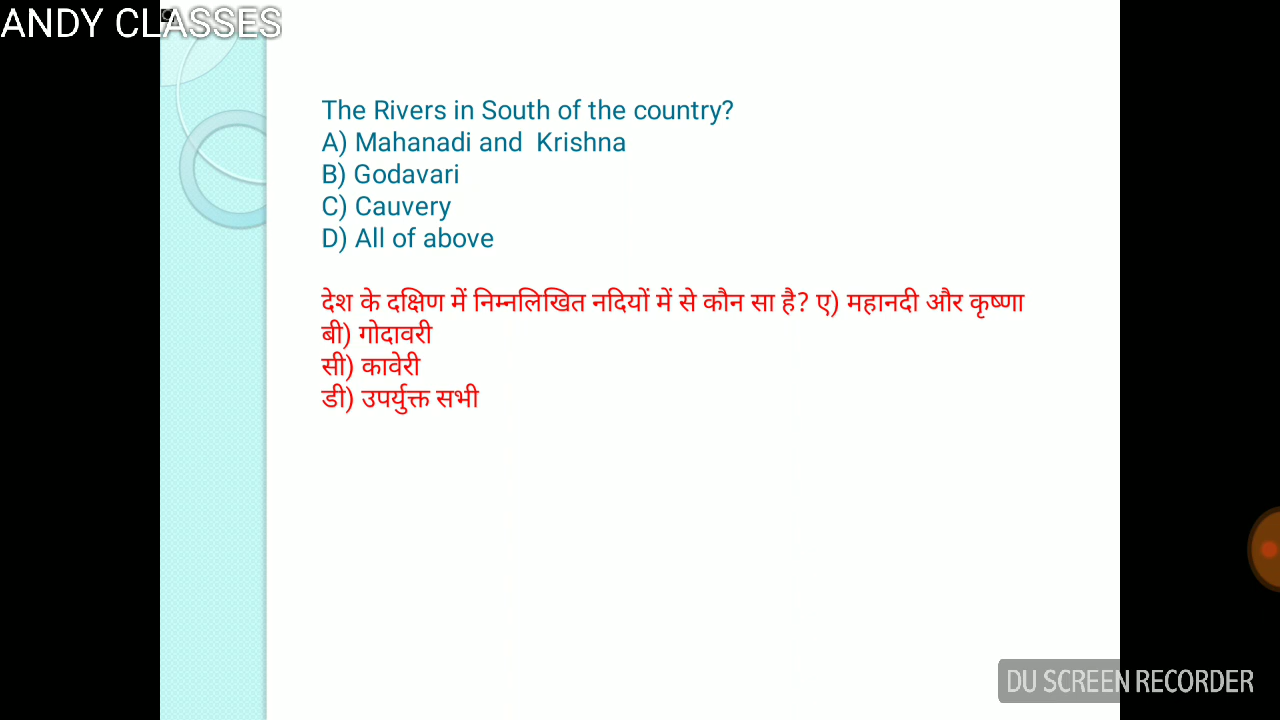 ANDY CLASSES
The Rivers in South of the country?
A) Mahanadi and Krishna
B) Godavari
C) Cauvery
D) All of above
देश के दक्षिण में निम्नलिखित नदियों में से कौन सा है? ए) महानदी और कृष्णा
बी) गोदावरी
सी) कावेरी
डी) उपर्युक्त सभी
DU SCREEN RECORDER